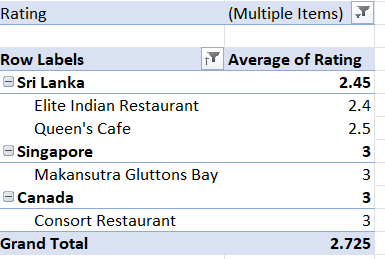 Rating (Multiple Items)
Row Labels Average of Rating
Sri Lanka 2.45
Elite Indian Restaurant 2.4
Queen's Cafe 2.5
Singapore 3
Makansutra Gluttons Bay 3
Canada 3
Consort Restaurant 3
Grand Total 2.725